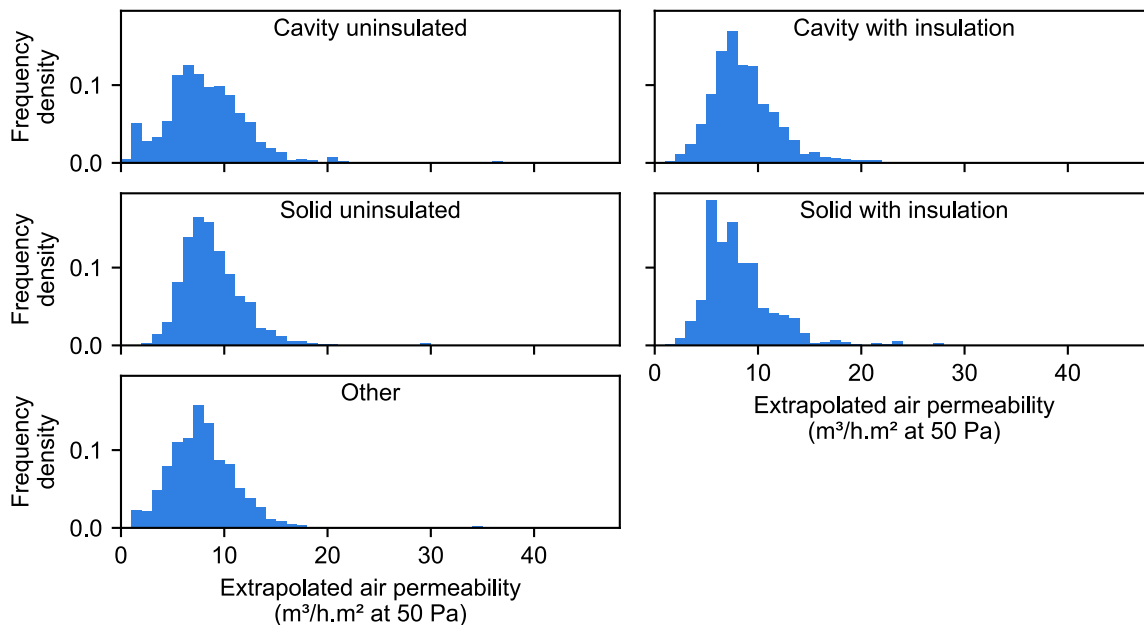 Cavity uninsulated
Frequency
density
0.1
0.0
Cavity with insulation
Solid uninsulated
Frequency
density
0.1
0.0
Solid with insulation
0 10 20 30 40
Extrapolated air permeability
(m³/h.m² at 50 Pa)
Other
Frequency
density
0.1
0.0
0 10 20 30 40
Extrapolated air permeability
(m³/h.m² at 50 Pa)